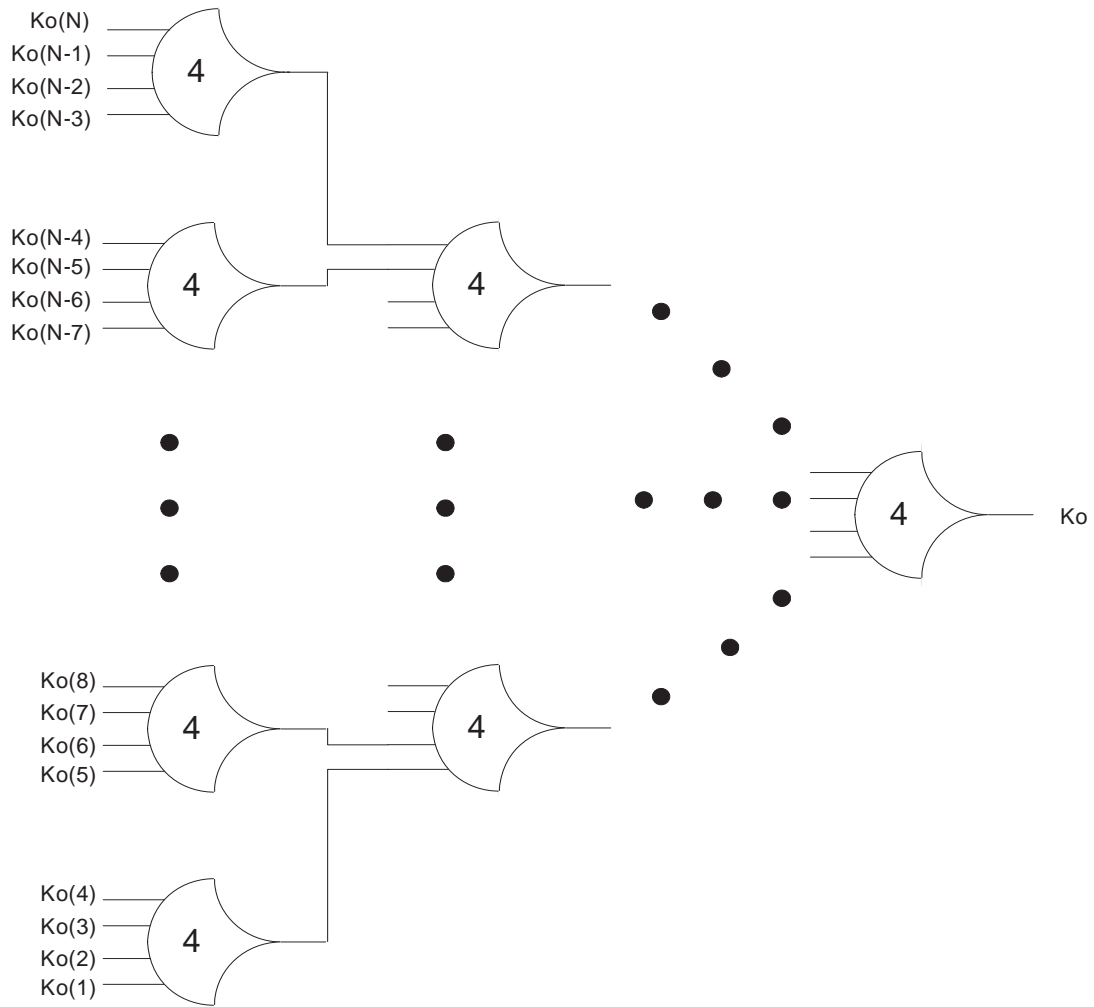 Ko(N)
Ko(N-1)
Ko(N-2)
Ko(N-3)
4
Ko(N-4)
Ko(N-5)
Ko(N-6)
Ko(N-7)
4
4
4
Ko
Ko(8)
Ko(7)
Ko(6)
Ko(5)
4
4
Ko(4)
Ko(3)
Ko(2)
Ko(1)
4